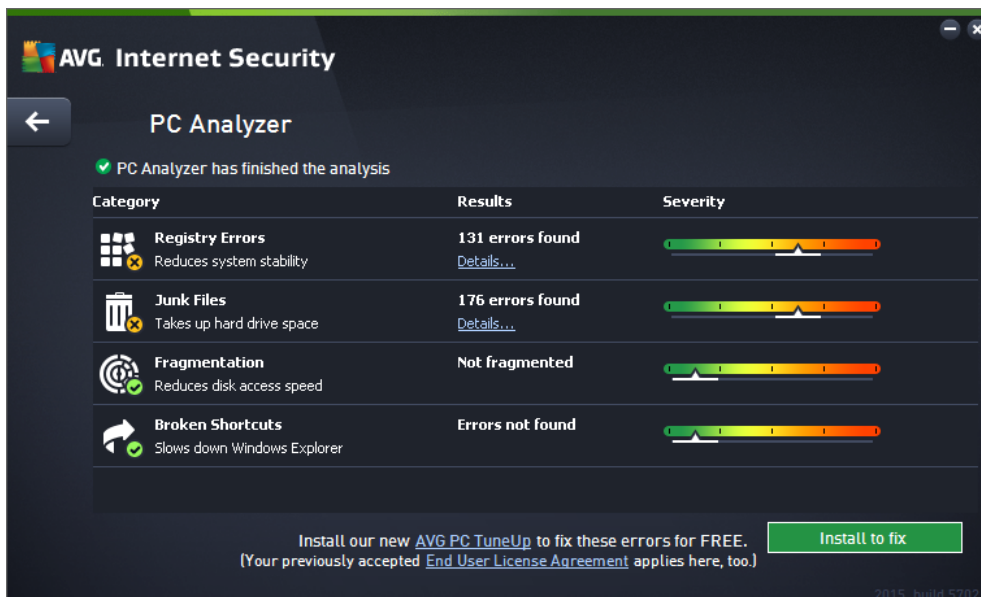 AVG. Internet Security
PC Analyzer
PC Analyzer has finished the analysis
Category Results Severity
Registry Errors 131 errors found
Reduces system stability Details...
Junk Files 176 errors found
Takes up hard drive space Details...
Fragmentation Not fragmented
Reduces disk access speed
Broken Shortcuts Errors not found
Slows down Windows Explorer
Install our new AVG PC TuneUp to fix these errors for FREE. Install to fix
(Your previously accepted End User License Agreement applies here, too.)
2015, build 5702